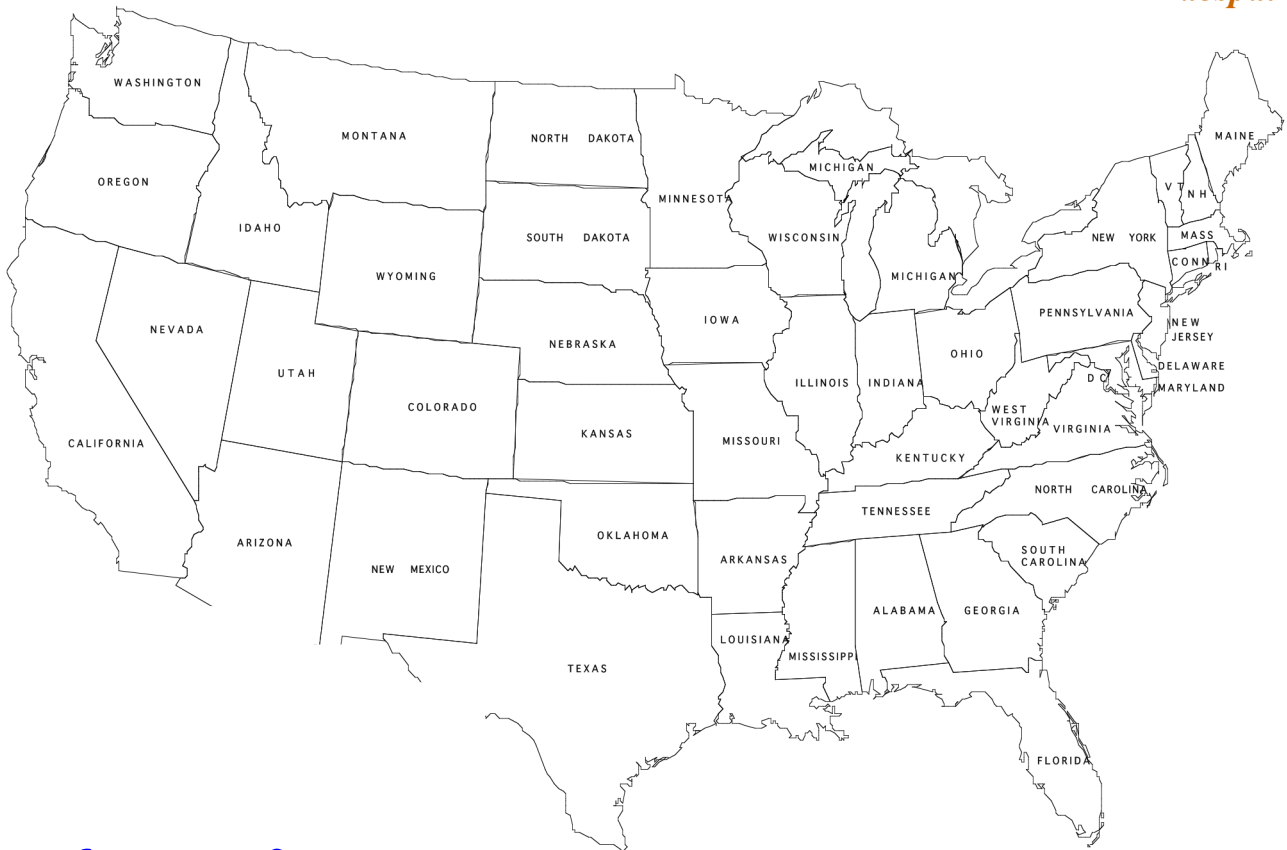 WASHINGTON
MAINE
MONTANA
NORTH DAKOTA
MICHIGAN
OREGON
VT
NH
MINNESOTA
IDAHO
SOUTH DAKOTA
WISCONSIN
NEW YORK
MASS
CONN
RI
WYOMING
MICHIGAN
NEVADA
IOWA
PENNSYLVANIA
NEW
JERSEY
NEBRASKA
OHIO
UTAH
ILLINOIS
INDIANA
DELAWARE
DC
MARYLAND
COLORADO
WEST
VIRGINIA
VIRGINIA
CALIFORNIA
KANSAS
MISSOURI
KENTUCKY
NORTH CAROLINA
TENNESSEE
ARIZONA
OKLAHOMA
SOUTH
CAROLINA
NEW MEXICO
ARKANSAS
ALABAMA
GEORGIA
LOUISIANA
MISSISSIPPI
TEXAS
FLORIDA